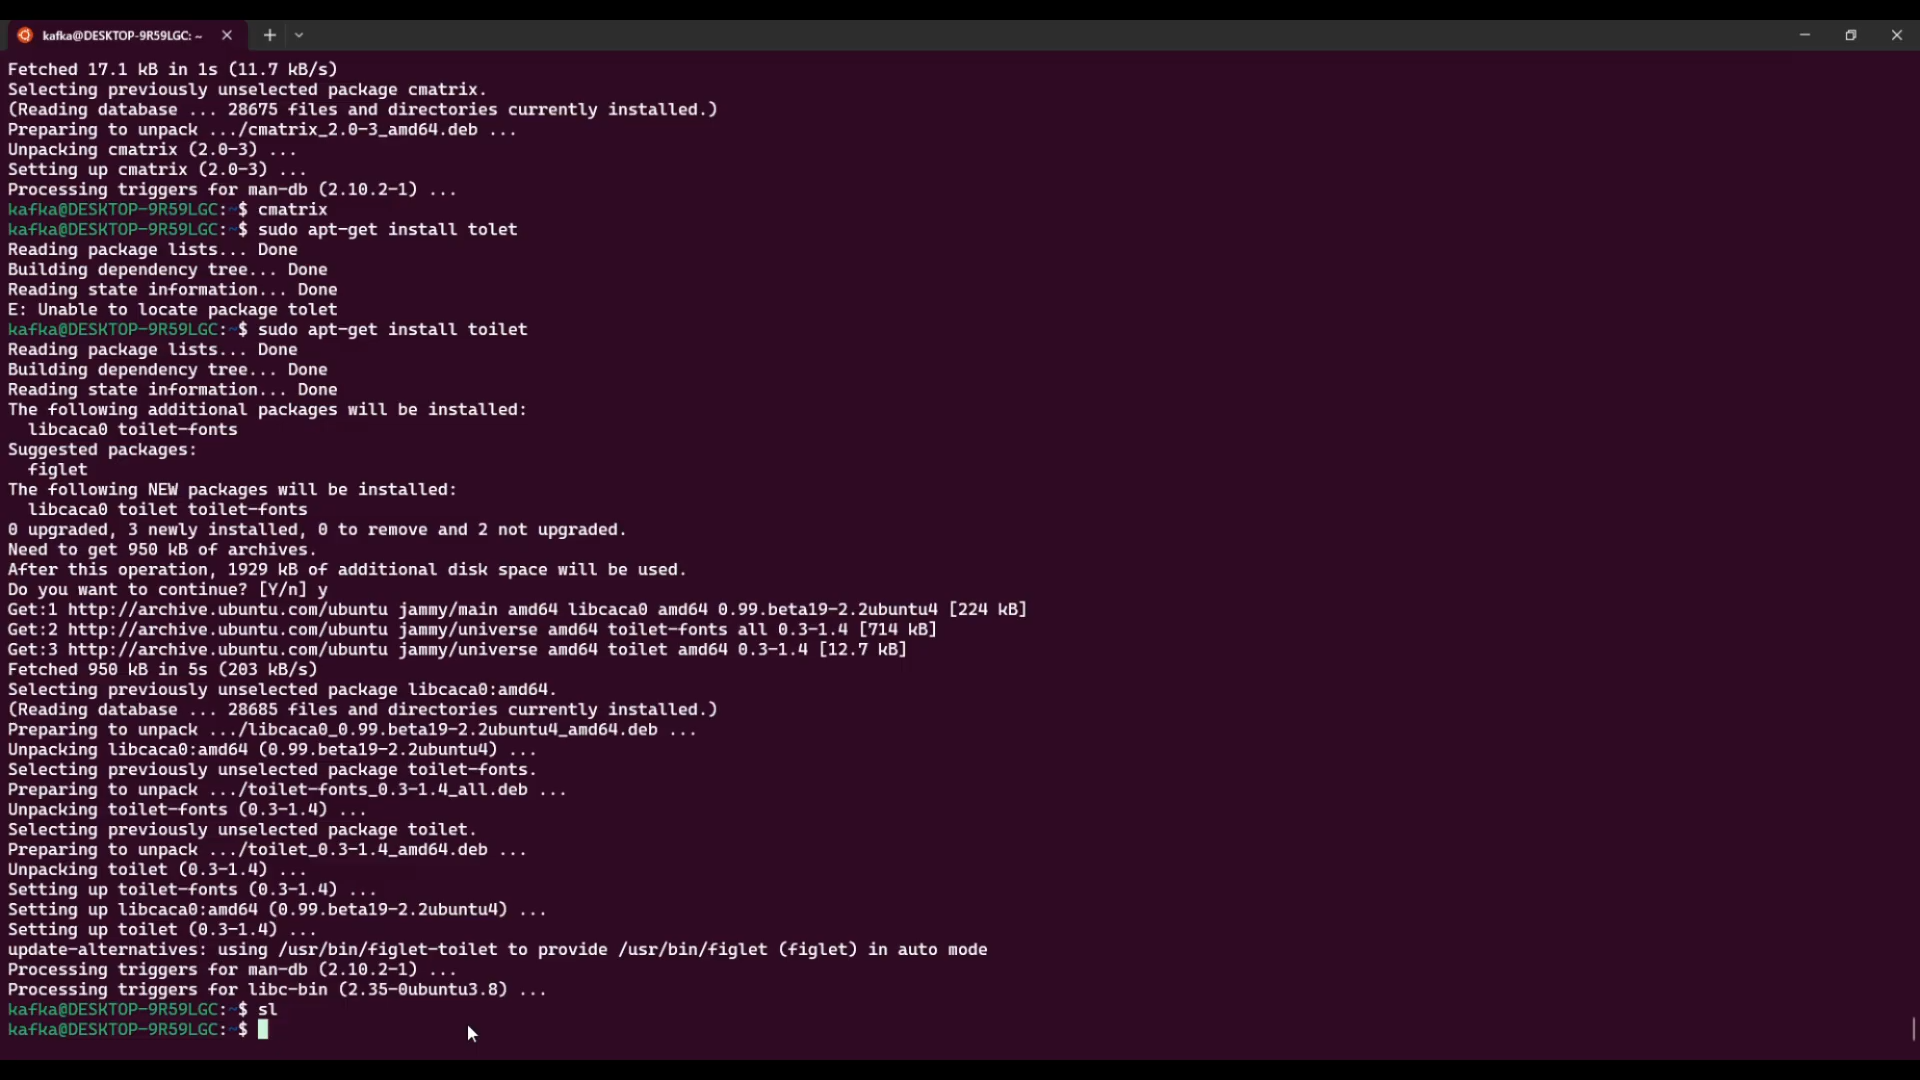 kafka@DESKTOP-9R59LGC: ~
Fetched 17.1 kB in 1s (11.7 kB/s)
Selecting previously unselected package cmatrix.
(Reading database ... 28675 files and directories currently installed.)
Preparing to unpack .../cmatrix_2.0-3_amd64.deb ...
Unpacking cmatrix (2.0-3) ...
Setting up cmatrix (2.0-3) ...
Processing triggers for man-db (2.10.2-1) ...
kafka@DESKTOP-9R59LGC:~$ cmatrix
kafka@DESKTOP-9R59LGC:~$ sudo apt-get install tolet
Reading package lists... Done
Building dependency tree... Done
Reading state information... Done
E: Unable to locate package tolet
kafka@DESKTOP-9R59LGC:~$ sudo apt-get install toilet
Reading package lists... Done
Building dependency tree... Done
Reading state information... Done
The following additional packages will be installed:
  libcaca0 toilet-fonts
Suggested packages:
  figlet
The following NEW packages will be installed:
  libcaca0 toilet toilet-fonts
0 upgraded, 3 newly installed, 0 to remove and 2 not upgraded.
Need to get 950 kB of archives.
After this operation, 1929 kB of additional disk space will be used.
Do you want to continue? [Y/n] y
Get:1 http://archive.ubuntu.com/ubuntu jammy/main amd64 libcaca0 amd64 0.99.beta19-2.2ubuntu4 [224 kB]
Get:2 http://archive.ubuntu.com/ubuntu jammy/universe amd64 toilet-fonts all 0.3-1.4 [714 kB]
Get:3 http://archive.ubuntu.com/ubuntu jammy/universe amd64 toilet amd64 0.3-1.4 [12.7 kB]
Fetched 950 kB in 5s (203 kB/s)
Selecting previously unselected package libcaca0:amd64.
(Reading database ... 28685 files and directories currently installed.)
Preparing to unpack .../libcaca0_0.99.beta19-2.2ubuntu4_amd64.deb ...
Unpacking libcaca0:amd64 (0.99.beta19-2.2ubuntu4) ...
Selecting previously unselected package toilet-fonts.
Preparing to unpack .../toilet-fonts_0.3-1.4_all.deb ...
Unpacking toilet-fonts (0.3-1.4) ...
Selecting previously unselected package toilet.
Preparing to unpack .../toilet_0.3-1.4_amd64.deb ...
Unpacking toilet (0.3-1.4) ...
Setting up toilet-fonts (0.3-1.4) ...
Setting up libcaca0:amd64 (0.99.beta19-2.2ubuntu4) ...
Setting up toilet (0.3-1.4) ...
update-alternatives: using /usr/bin/figlet-toilet to provide /usr/bin/figlet (figlet) in auto mode
Processing triggers for man-db (2.10.2-1) ...
Processing triggers for libc-bin (2.35-0ubuntu3.8) ...
kafka@DESKTOP-9R59LGC:~$ sl
kafka@DESKTOP-9R59LGC:~$